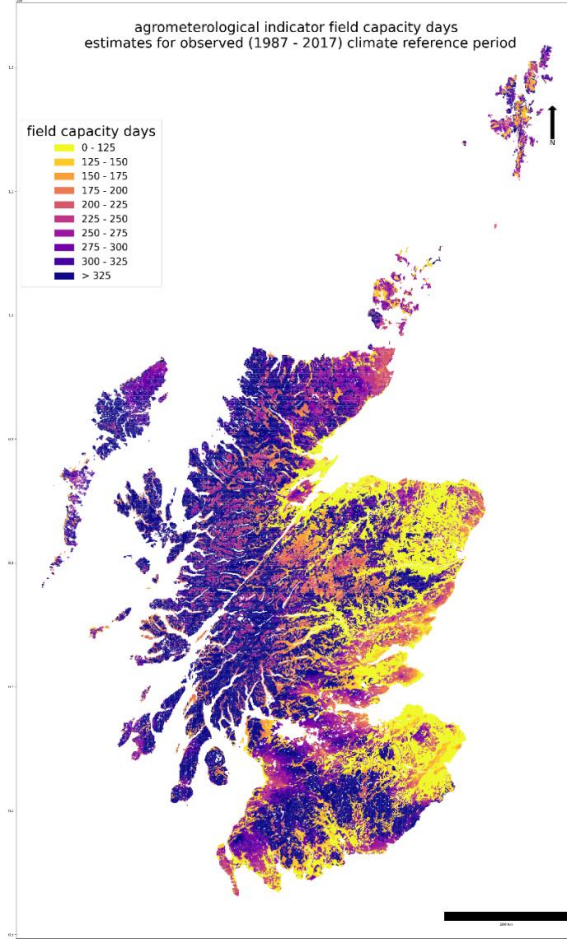 agrometerological indicator field capacity days
estimates for observed (1987 - 2017) climate reference period
field capacity days
0 - 125
125 - 150
150 - 175
175 - 200
200 - 225
225 - 250
250 - 275
275 - 300
300 - 325
> 325
N